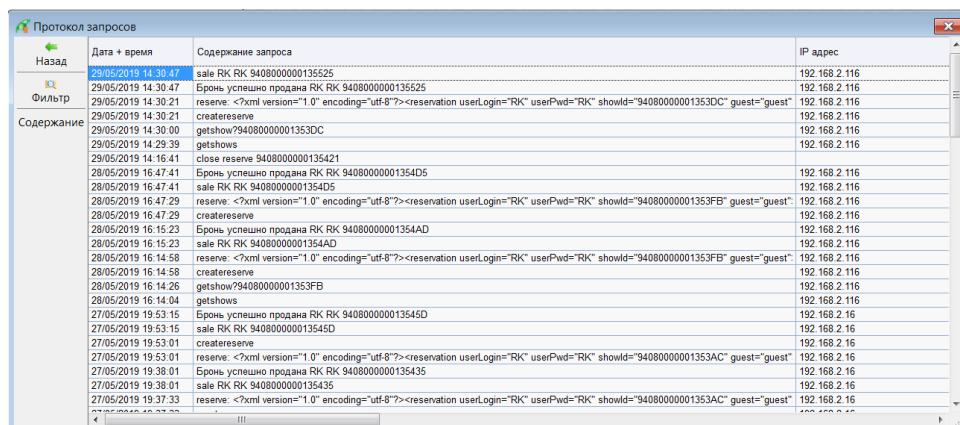 Протокол запросов
Назад
Фильтр
Содержание
Дата + время Содержание запроса IP адрес
29/05/2019 14:30:47 sale RK RK 9408000000135525 192.168.2.116
29/05/2019 14:30:47 Бронь успешно продана RK RK 9408000000135525 192.168.2.116
29/05/2019 14:30:21 reserve: <?xml version="1.0" encoding="utf-8"?><reservation userLogin="RK" userPwd="RK" showId="94080000001353DC" guest="guest" 192.168.2.116
29/05/2019 14:30:21 createreserve 192.168.2.116
29/05/2019 14:30:00 getshow?94080000001353DC 192.168.2.116
29/05/2019 14:29:39 getshows 192.168.2.116
29/05/2019 14:16:41 close reserve 9408000000135421
28/05/2019 16:47:41 Бронь успешно продана RK RK 94080000001354D5 192.168.2.116
28/05/2019 16:47:41 sale RK RK 94080000001354D5 192.168.2.116
28/05/2019 16:47:29 reserve: <?xml version="1.0" encoding="utf-8"?><reservation userLogin="RK" userPwd="RK" showId="94080000001353FB" guest="guest": 192.168.2.116
28/05/2019 16:47:29 createreserve 192.168.2.116
28/05/2019 16:15:23 Бронь успешно продана RK RK 94080000001354AD 192.168.2.116
28/05/2019 16:15:23 sale RK RK 94080000001354AD 192.168.2.116
28/05/2019 16:14:58 reserve: <?xml version="1.0" encoding="utf-8"?><reservation userLogin="RK" userPwd="RK" showId="94080000001353FB" guest="guest": 192.168.2.116
28/05/2019 16:14:58 createreserve 192.168.2.116
28/05/2019 16:14:26 getshow?94080000001353FB 192.168.2.116
28/05/2019 16:14:04 getshows 192.168.2.116
27/05/2019 19:53:15 Бронь успешно продана RK RK 940800000013545D 192.168.2.16
27/05/2019 19:53:15 sale RK RK 940800000013545D 192.168.2.16
27/05/2019 19:53:01 createreserve 192.168.2.16
27/05/2019 19:53:01 reserve: <?xml version="1.0" encoding="utf-8"?><reservation userLogin="RK" userPwd="RK" showId="94080000001353AC" guest="guest" 192.168.2.16
27/05/2019 19:38:01 Бронь успешно продана RK RK 9408000000135435 192.168.2.16
27/05/2019 19:38:01 sale RK RK 9408000000135435 192.168.2.16
27/05/2019 19:37:33 reserve: <?xml version="1.0" encoding="utf-8"?><reservation userLogin="RK" userPwd="RK" showId="94080000001353AC" guest="guest" 192.168.2.16